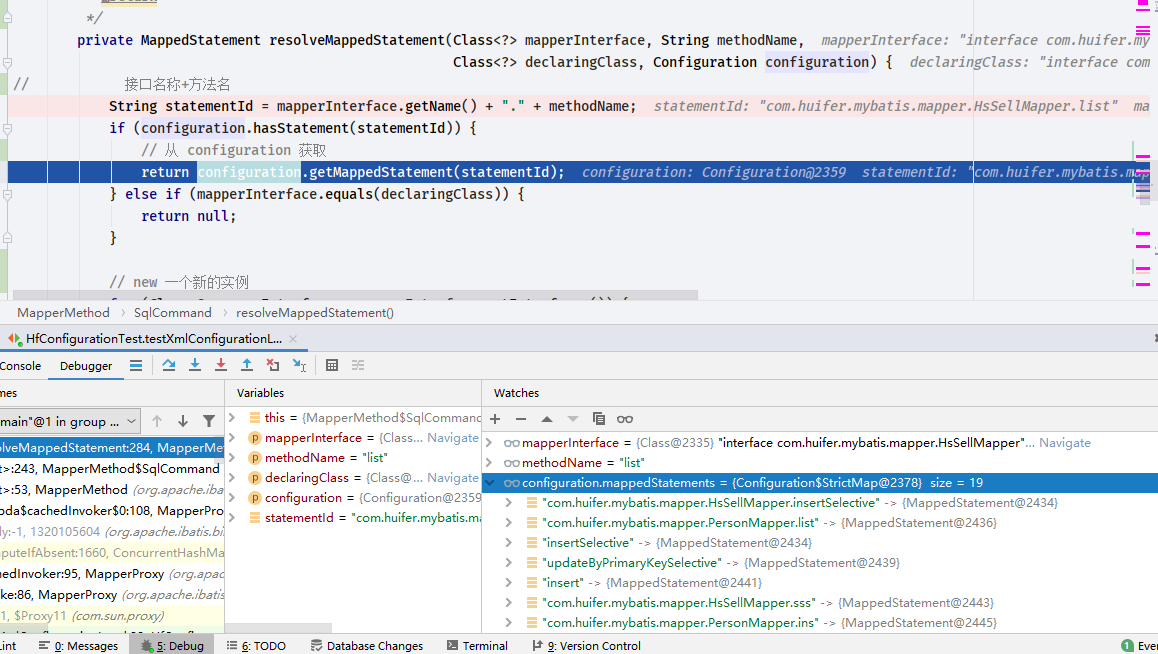 */
private MappedStatement resolveMappedStatement(Class<?> mapperInterface, String methodName, mapperInterface: "interface com.huifer.my
Class<?> declaringClass, Configuration configuration) { declaringClass: "interface com
// 接口名称+方法名
String statementId = mapperInterface.getName() + "." + methodName; statementId: "com.huifer.mybatis.mapper.HsSellMapper.list" ma
if (configuration.hasStatement(statementId)) {
// 从 configuration 获取
return configuration.getMappedStatement(statementId); configuration: Configuration@2359 statementId: "com.huifer.mybatis.map
} else if (mapperInterface.equals(declaringClass)) {
return null;
}
// new 一个新的实例
MapperMethod > SqlCommand > resolveMappedStatement()
HfConfigurationTest.testXmlConfigurationL... ×
Console Debugger
mes Variables Watches
main"@1 in group ...
lveMappedStatement:284, MapperMet
t>:243, MapperMethod$SqlCommand
t>:53, MapperMethod (org.apache.ibat
bda$cachedInvoker$0:108, MapperPro
ly:-1, 1320105604 (org.apache.ibatis.bi
mputeIfAbsent:1660, ConcurrentHashMa
hedInvoker:95, MapperProxy (org.apac
ke:86, MapperProxy (org.apache.ibatis
1, $Proxy11 (com.sun.proxy)
this = {MapperMethod$SqlCommand
mapperInterface = {Class... Navigate
methodName = "list"
declaringClass = {Class@... Navigate
configuration = {Configuration@2359
statementId = "com.huifer.mybatis.ma
mapperInterface = {Class@2335} "interface com.huifer.mybatis.mapper.HsSellMapper"... Navigate
methodName = "list"
configuration.mappedStatements = {Configuration$StrictMap@2378} size = 19
"com.huifer.mybatis.mapper.HsSellMapper.insertSelective" -> {MappedStatement@2434}
"com.huifer.mybatis.mapper.PersonMapper.list" -> {MappedStatement@2436}
"insertSelective" -> {MappedStatement@2434}
"updateByPrimaryKeySelective" -> {MappedStatement@2439}
"insert" -> {MappedStatement@2441}
"com.huifer.mybatis.mapper.HsSellMapper.sss" -> {MappedStatement@2443}
"com.huifer.mybatis.mapper.PersonMapper.ins" -> {MappedStatement@2445}
lint 0: Messages 5: Debug 6: TODO Database Changes Terminal 9: Version Control 1 Eve